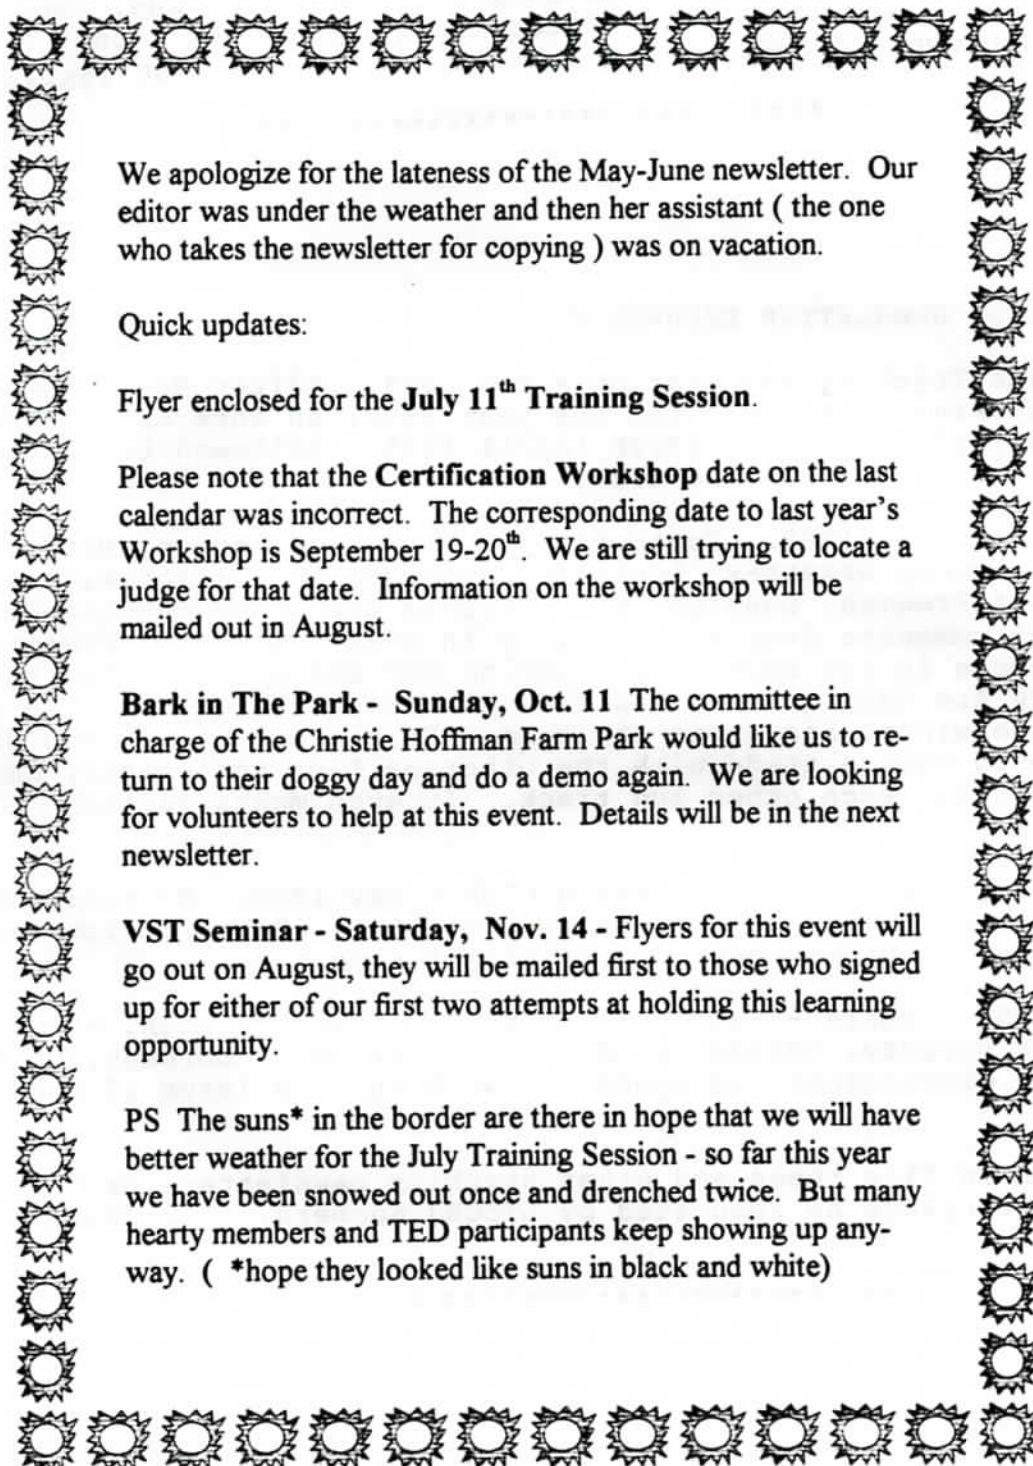 We apologize for the lateness of the May-June newsletter. Our
editor was under the weather and then her assistant ( the one
who takes the newsletter for copying ) was on vacation.
Quick updates:
Flyer enclosed for the July 11th Training Session.
Please note that the Certification Workshop date on the last
calendar was incorrect. The corresponding date to last year's
Workshop is September 19-20th. We are still trying to locate a
judge for that date. Information on the workshop will be
mailed out in August.
Bark in The Park - Sunday, Oct. 11 The committee in
charge of the Christie Hoffman Farm Park would like us to re-
turn to their doggy day and do a demo again. We are looking
for volunteers to help at this event. Details will be in the next
newsletter.
VST Seminar - Saturday, Nov. 14 - Flyers for this event will
go out on August, they will be mailed first to those who signed
up for either of our first two attempts at holding this learning
opportunity.
PS The suns* in the border are there in hope that we will have
better weather for the July Training Session - so far this year
we have been snowed out once and drenched twice. But many
hearty members and TED participants keep showing up any-
way. ( *hope they looked like suns in black and white)